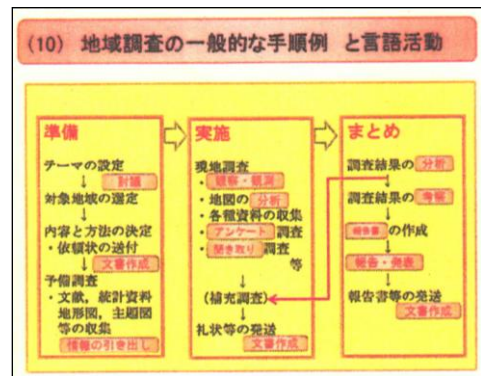 (10) 地域調査の一般的な手順例 と言語活動
準備
テーマの設定
↓ 討議
対象地域の選定
↓
内容と方法の決定
・依頼状の送付
↓ 文書作成
予備調査
・文献，統計資料
地形図，主題図
等の収集
情報の引き出し
実施
現地調査
・観察・観測
・地図の分析
・各種資料の収集
・アンケート調査
・聞き取り調査
等
↓
(補充調査)
↓
礼状等の発送
文書作成
まとめ
調査結果の分析
↓
調査結果の考察
↓
報告書の作成
↓
報告・発表
↓
報告書等の発送
文書作成